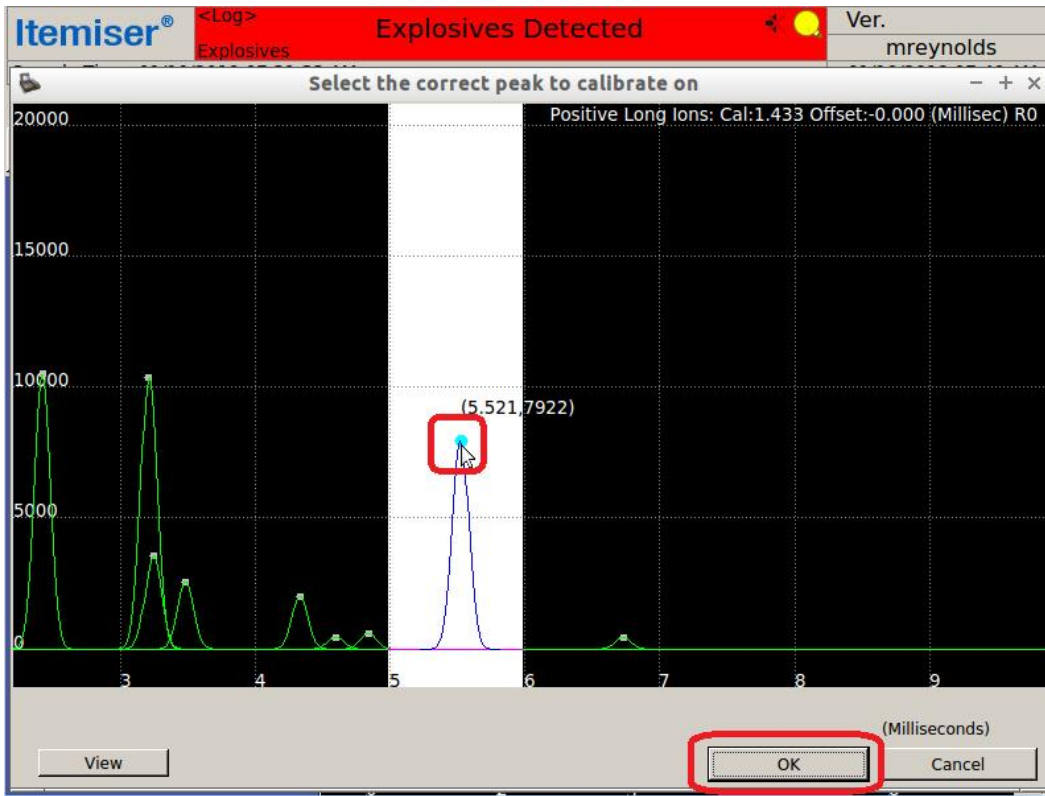 Itemiser®
<Log>
Explosives
Explosives Detected
Ver.
mreynolds
Select the correct peak to calibrate on
Positive Long Ions: Cal:1.433 Offset:-0.000 (Millisec) R0
20000
15000
10000
5000
0
(5.521,7922)
3 4 5 6 7 8 9
(Milliseconds)
View
OK
Cancel